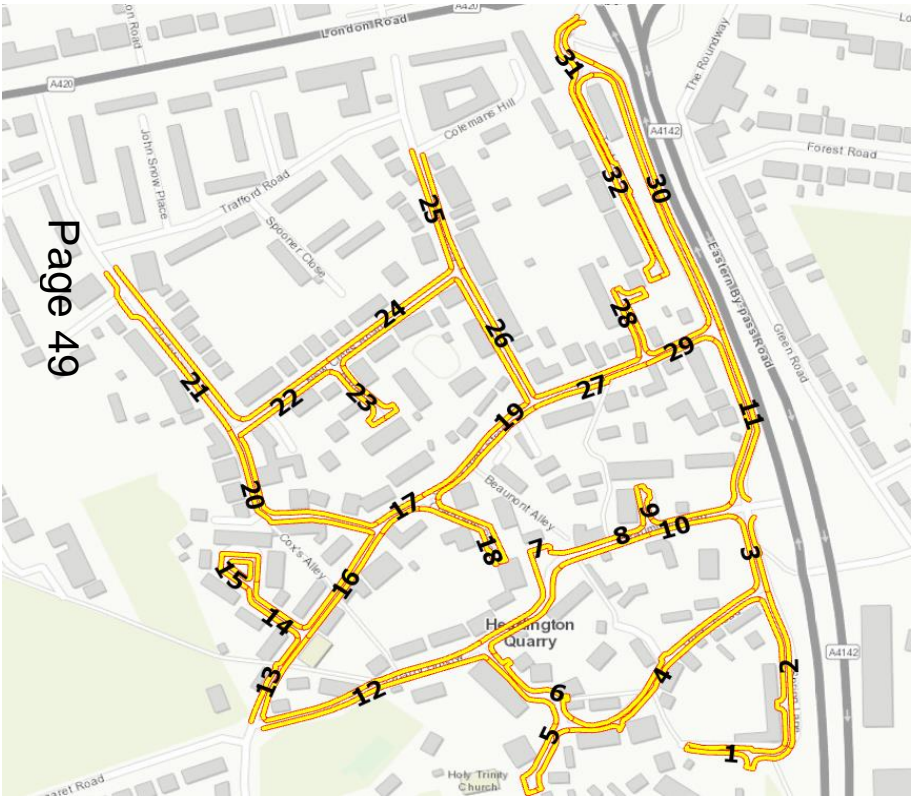 A420
London Road
A420
The Roundway
Colemans Hill
A4142
Forest Road
John Snow Place
Trafford Road
Spooner Close
Eastern By-pass Road
Green Road
Page 49
Beaumont Alley
Cox's Alley
Headington
Quarry
A4142
Holy Trinity
Church
aret Road
31
32
30
25
28
24
26
29
27
22
23
21
19
11
20
17
18
7
8
9
10
3
16
15
14
13
12
6
4
5
2
1